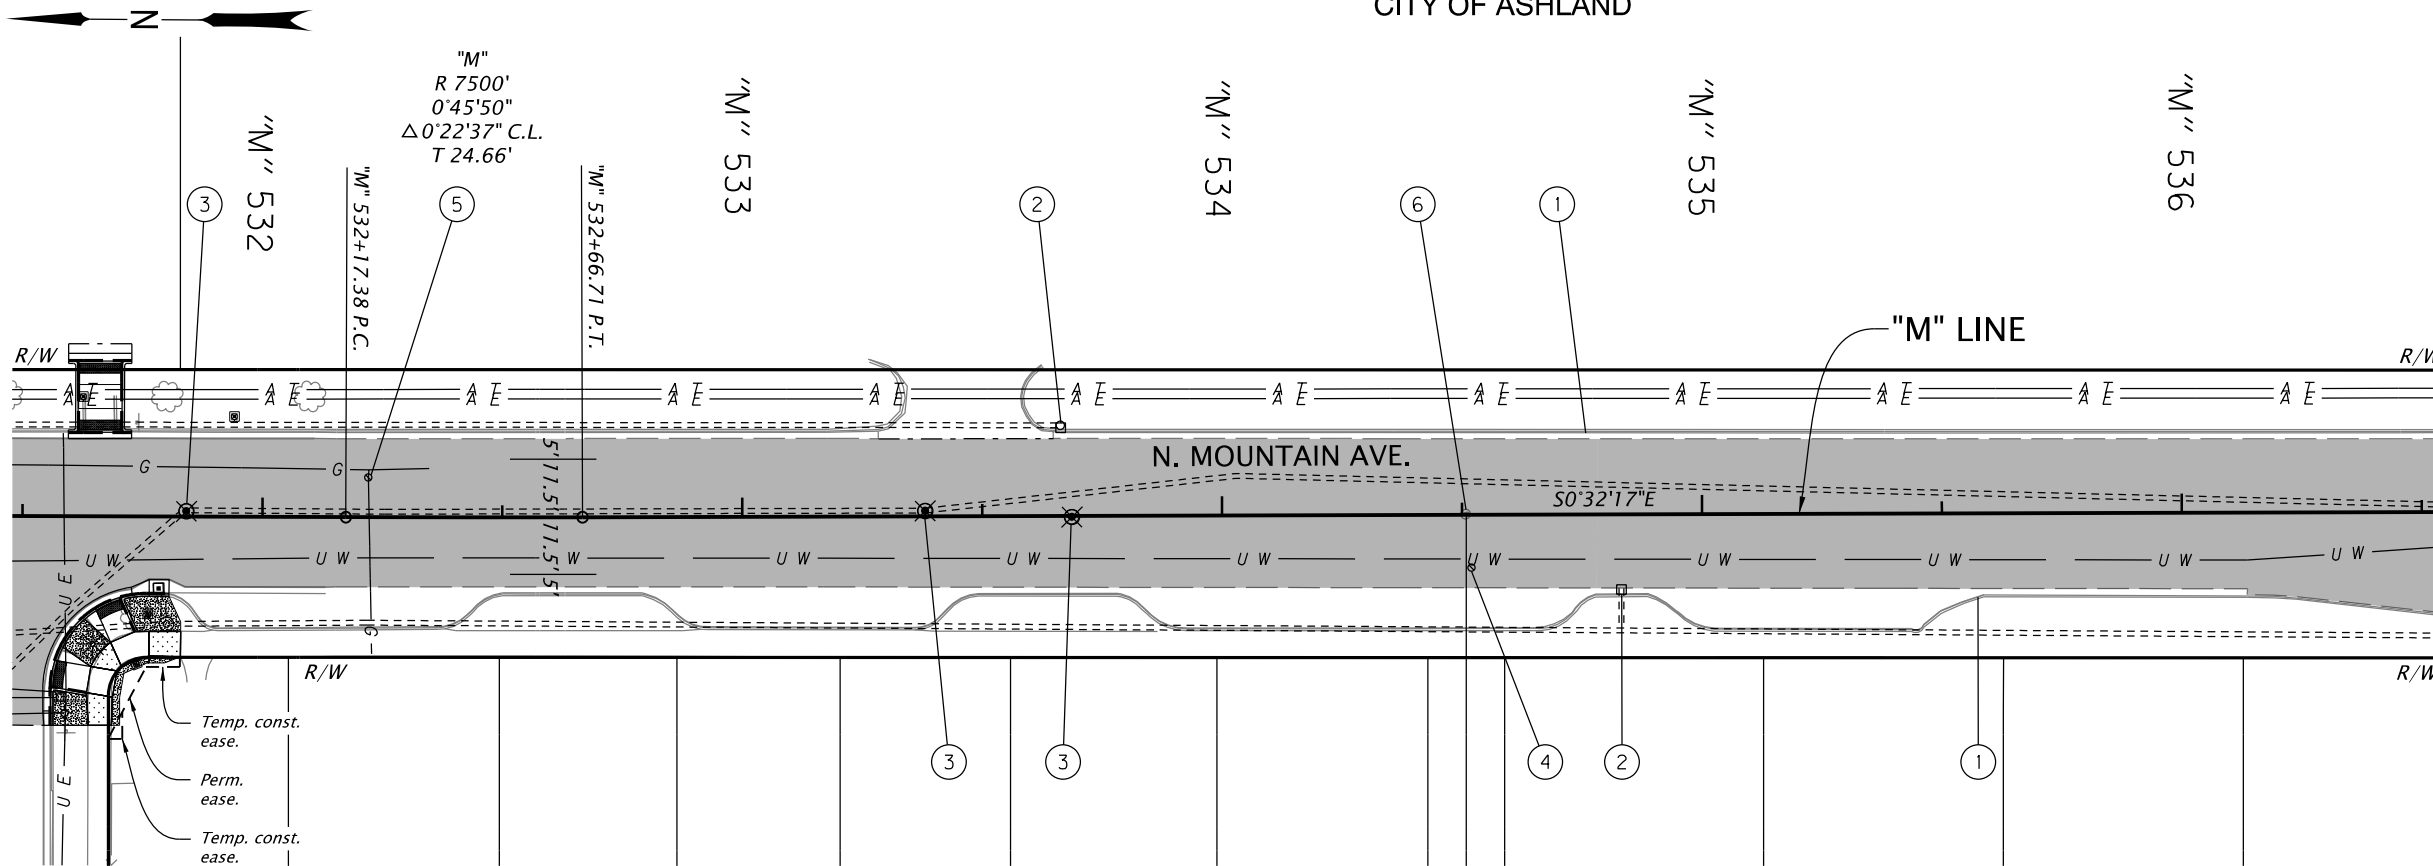 CITY OF ASHLAND
N
"M"
R 7500'
0°45'50"
△0°22'37" C.L.
T 24.66'
"M" 532
"M" 533
"M" 534
"M" 535
"M" 536
"M" 532+17.38 P.C.
"M" 532+66.71 P.T.
3
5
2
6
1
"M" LINE
R/W
R/W
A T A E
A T A E
A T A E
A T A E
A T A E
A T A E
A T A E
A T A E
A T A E
A T A E
A T A E
A T A E
N. MOUNTAIN AVE.
G
G
S0°32'17"E
5' 11.5' 11.5' 5'
U W
U W
W
U W
U W
U W
U W
U W
U W
U W
U W
U E
G
R/W
R/W
Temp. const.
ease.
Perm.
ease.
Temp. const.
ease.
U E
3
3
4
2
1